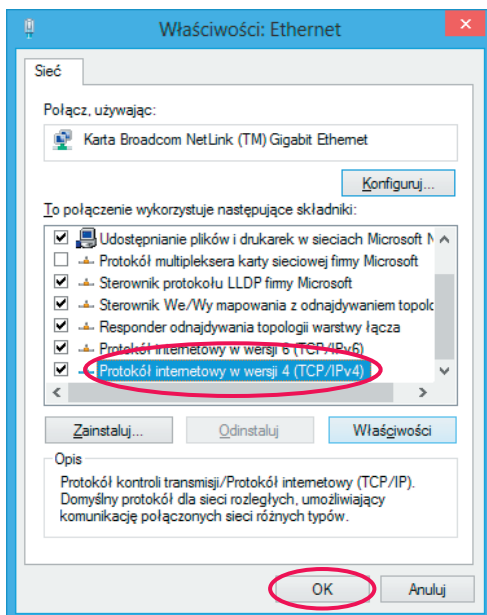 Właściwości: Ethernet
Sieć
Połącz, używając:
Karta Broadcom NetLink (TM) Gigabit Ethernet
Konfiguruj...
To połączenie wykorzystuje następujące składniki:
Udostępnianie plików i drukarek w sieciach Microsoft N
Protokół multipleksera karty sieciowej firmy Microsoft
Sterownik protokołu LLDP firmy Microsoft
Sterownik We/Wy mapowania z odnajdywaniem topolo
Responder odnajdywania topologii warstwy łącza
Protokół internetowy w wersji 6 (TCP/IPv6)
Protokół internetowy w wersji 4 (TCP/IPv4)
Zainstaluj...
Odinstaluj
Właściwości
Opis
Protokół kontroli transmisji/Protokół internetowy (TCP/IP).
Domyślny protokół dla sieci rozległych, umożliwiający
komunikację połączonych sieci różnych typów.
OK
Anuluj